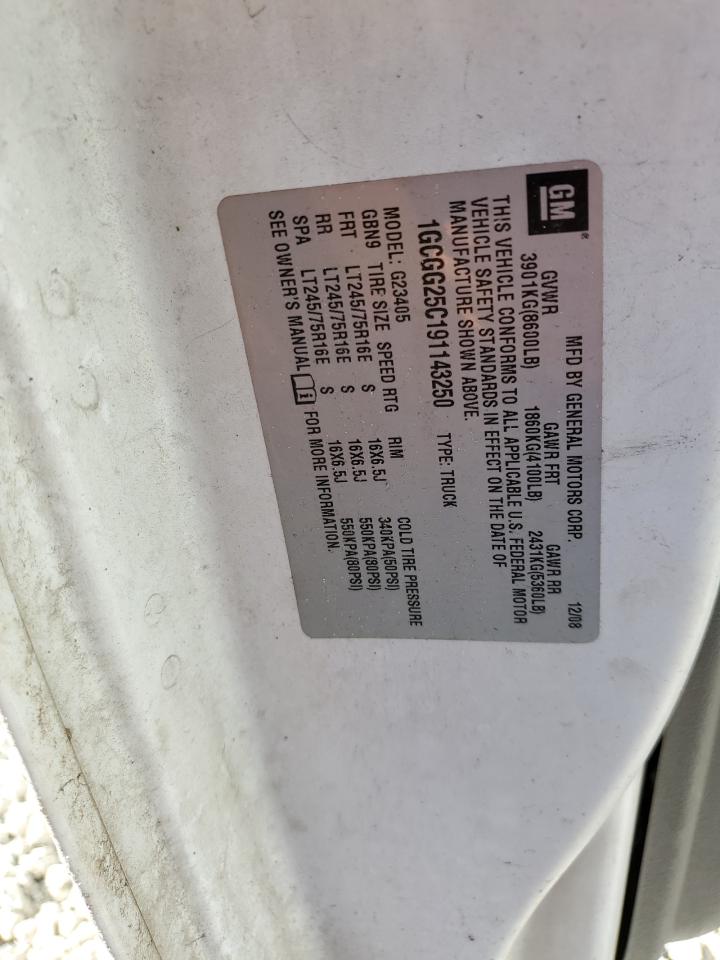 GM®
MFD BY GENERAL MOTORS CORP. 12/08
GVWR GAWR FRT GAWR RR
3901KG(8600LB) 1860KG(4100LB) 2431KG(5360LB)
THIS VEHICLE CONFORMS TO ALL APPLICABLE U.S. FEDERAL MOTOR
VEHICLE SAFETY STANDARDS IN EFFECT ON THE DATE OF
MANUFACTURE SHOWN ABOVE.
1GCGG25C191143250 TYPE: TRUCK
MODEL: G23405
GBN9 TIRE SIZE SPEED RTG RIM COLD TIRE PRESSURE
FRT LT245/75R16E S 16X6.5J 340KPA(50PSI)
RR LT245/75R16E S 16X6.5J 550KPA(80PSI)
SPA LT245/75R16E S 16X6.5J 550KPA(80PSI)
SEE OWNER'S MANUAL FOR MORE INFORMATION.